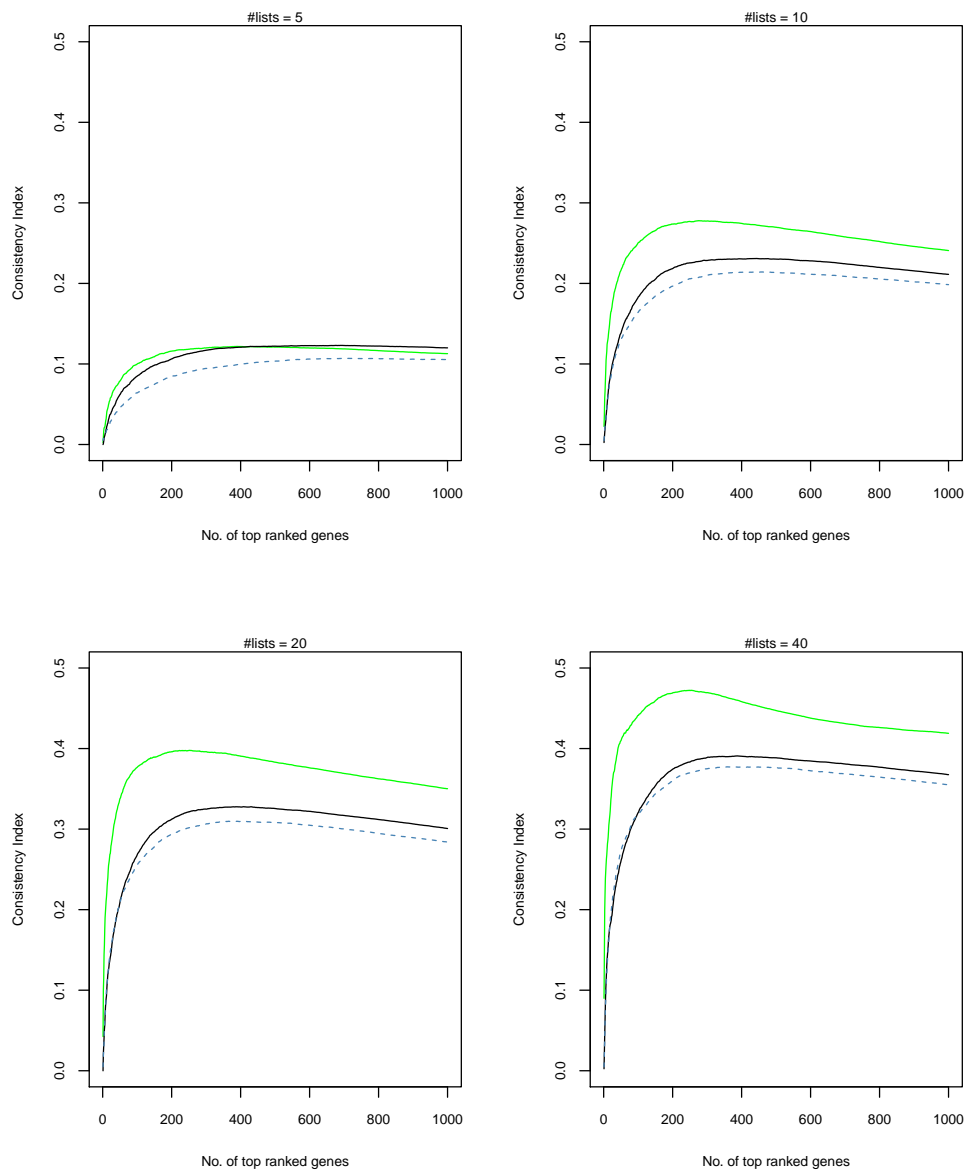 #lists = 5
0.5
0.4
0.3
0.2
0.1
0.0
Consistency Index
0 200 400 600 800 1000
No. of top ranked genes
#lists = 10
0.5
0.4
0.3
0.2
0.1
0.0
Consistency Index
0 200 400 600 800 1000
No. of top ranked genes
#lists = 20
0.5
0.4
0.3
0.2
0.1
0.0
Consistency Index
0 200 400 600 800 1000
No. of top ranked genes
#lists = 40
0.5
0.4
0.3
0.2
0.1
0.0
Consistency Index
0 200 400 600 800 1000
No. of top ranked genes